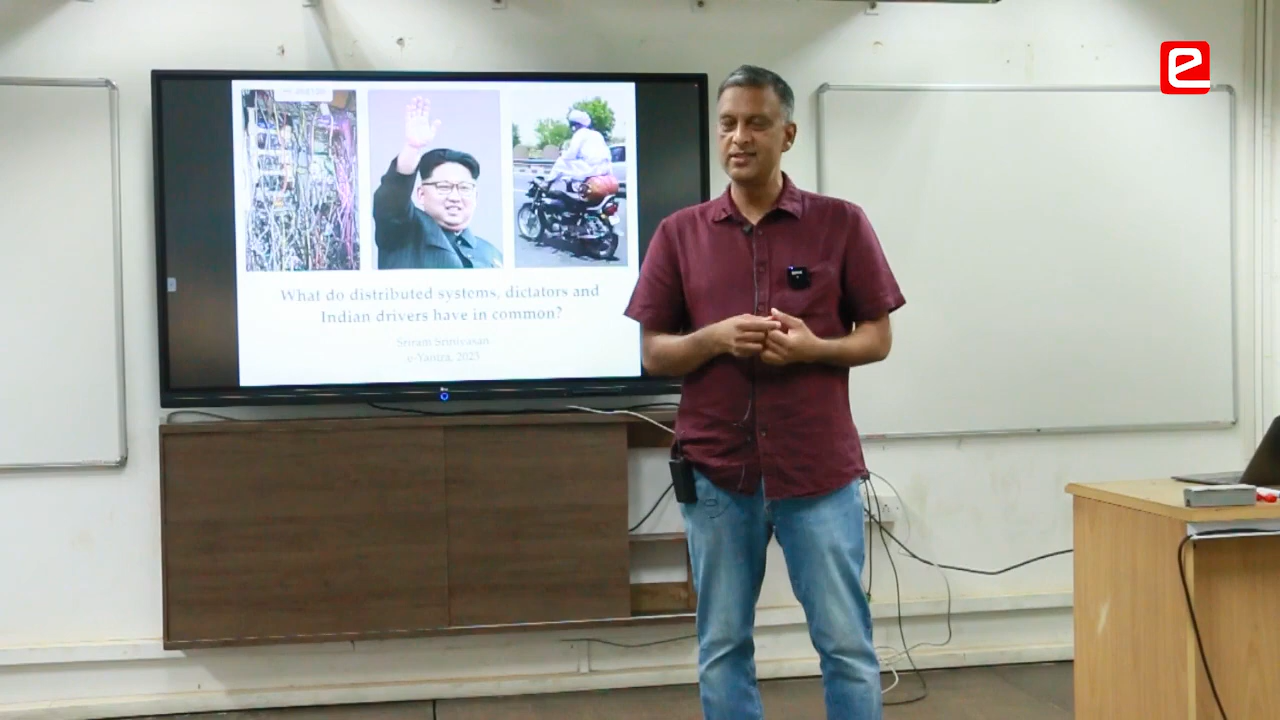 What do distributed systems, dictators and
Indian drivers have in common?
Sriram Srinivasan
e-Yantra, 2023